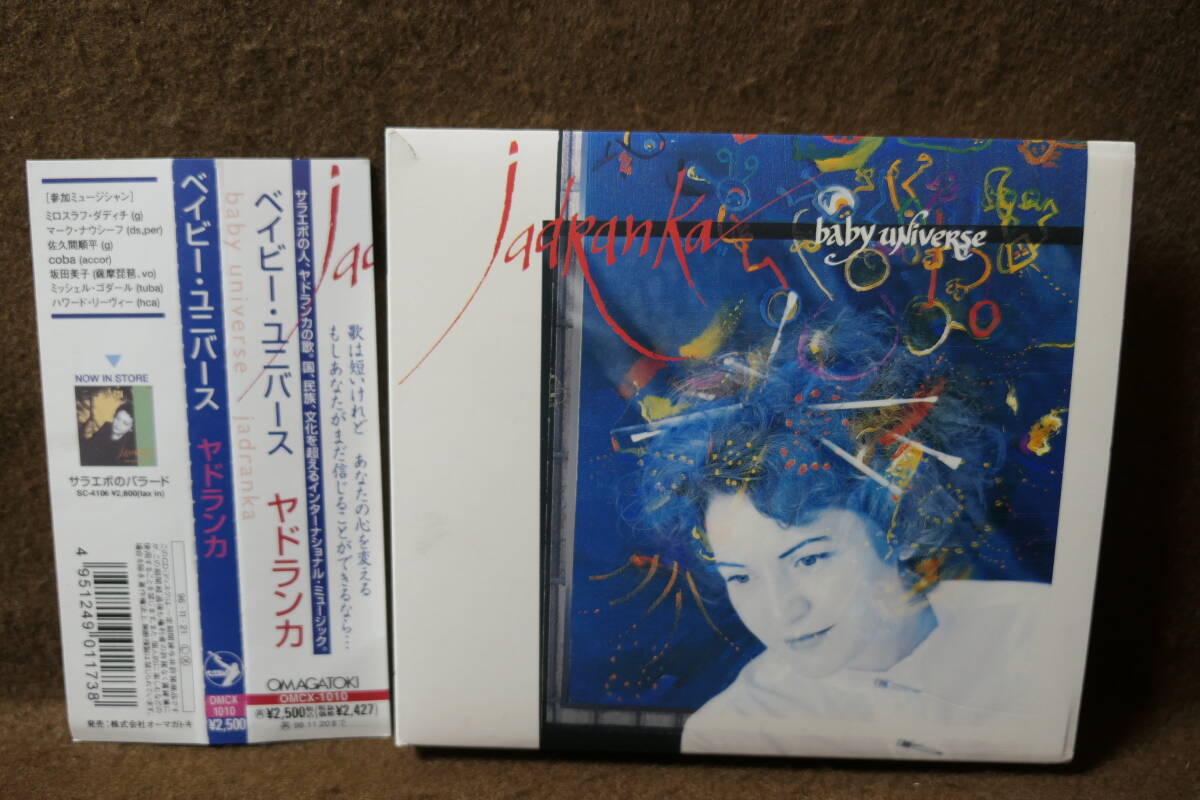 [参加ミュージシャン]
ミロスラフ・タディチ (g)
マーク・ナウシーフ (ds,per)
佐久間順平 (g)
coba (accor)
坂田美子 (薩摩琵琶、vo)
ミッシェル・ゴダール (tuba)
ハワード・リーヴィー (hca)
NOW IN STORE
サラエボのバラード
SC-4106 ¥2,800(tax in)
4 951249 011738
96・11・21
発売:株式会社オーマガトキ
ベイビー・ユニバース ヤドランカ
OMCX
1010
¥2,500
baby universe / jadranka
ベイビー・ユニバース ヤドランカ
サラエボの人、ヤドランカの歌。国、民族、文化を超えるインターナショナル・ミュージック。
jad
歌は短いけれど あなたの心を変える
もしあなたがまだ信じることができるなら…
OMAGATOKI
OMCX-1010
¥2,500
¥2,427
98.11.20まで
jadranka
baby universe